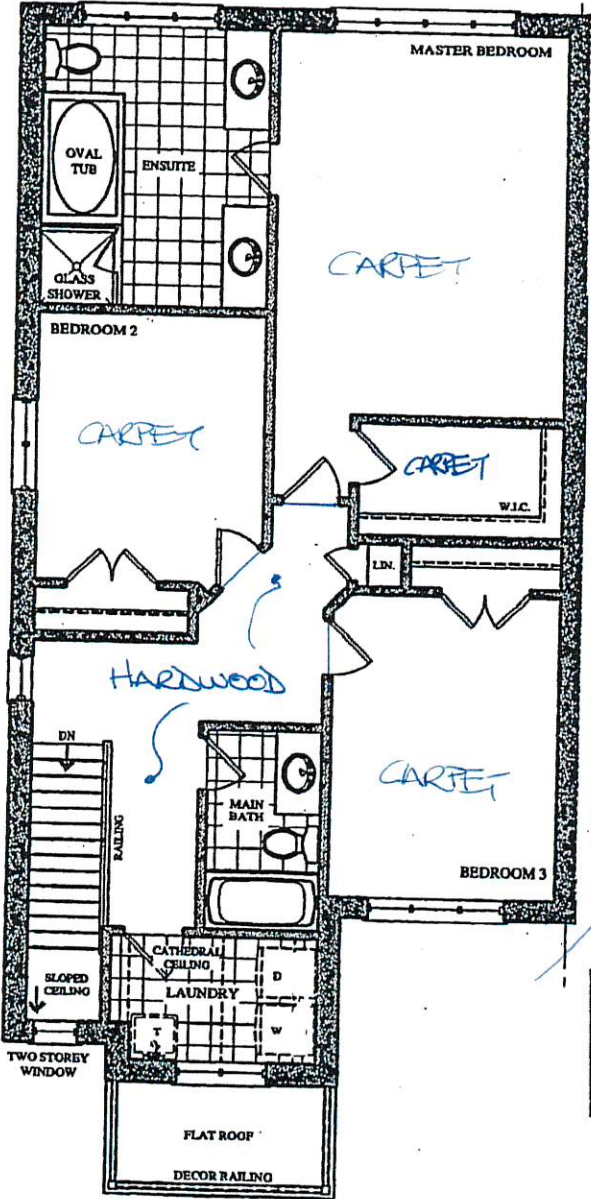 MASTER BEDROOM
OVAL
TUB
ENSUITE
GLASS
SHOWER
CARPET
BEDROOM 2
CARPET
CARPET
W.I.C.
LIN.
HARDWOOD
DN
RAILING
MAIN
BATH
CARPET
BEDROOM 3
CATHEDRAL
CEILING
LAUNDRY
D
W
T
SLOPED
CEILING
TWO STOREY
WINDOW
FLAT ROOF
DECOR RAILING